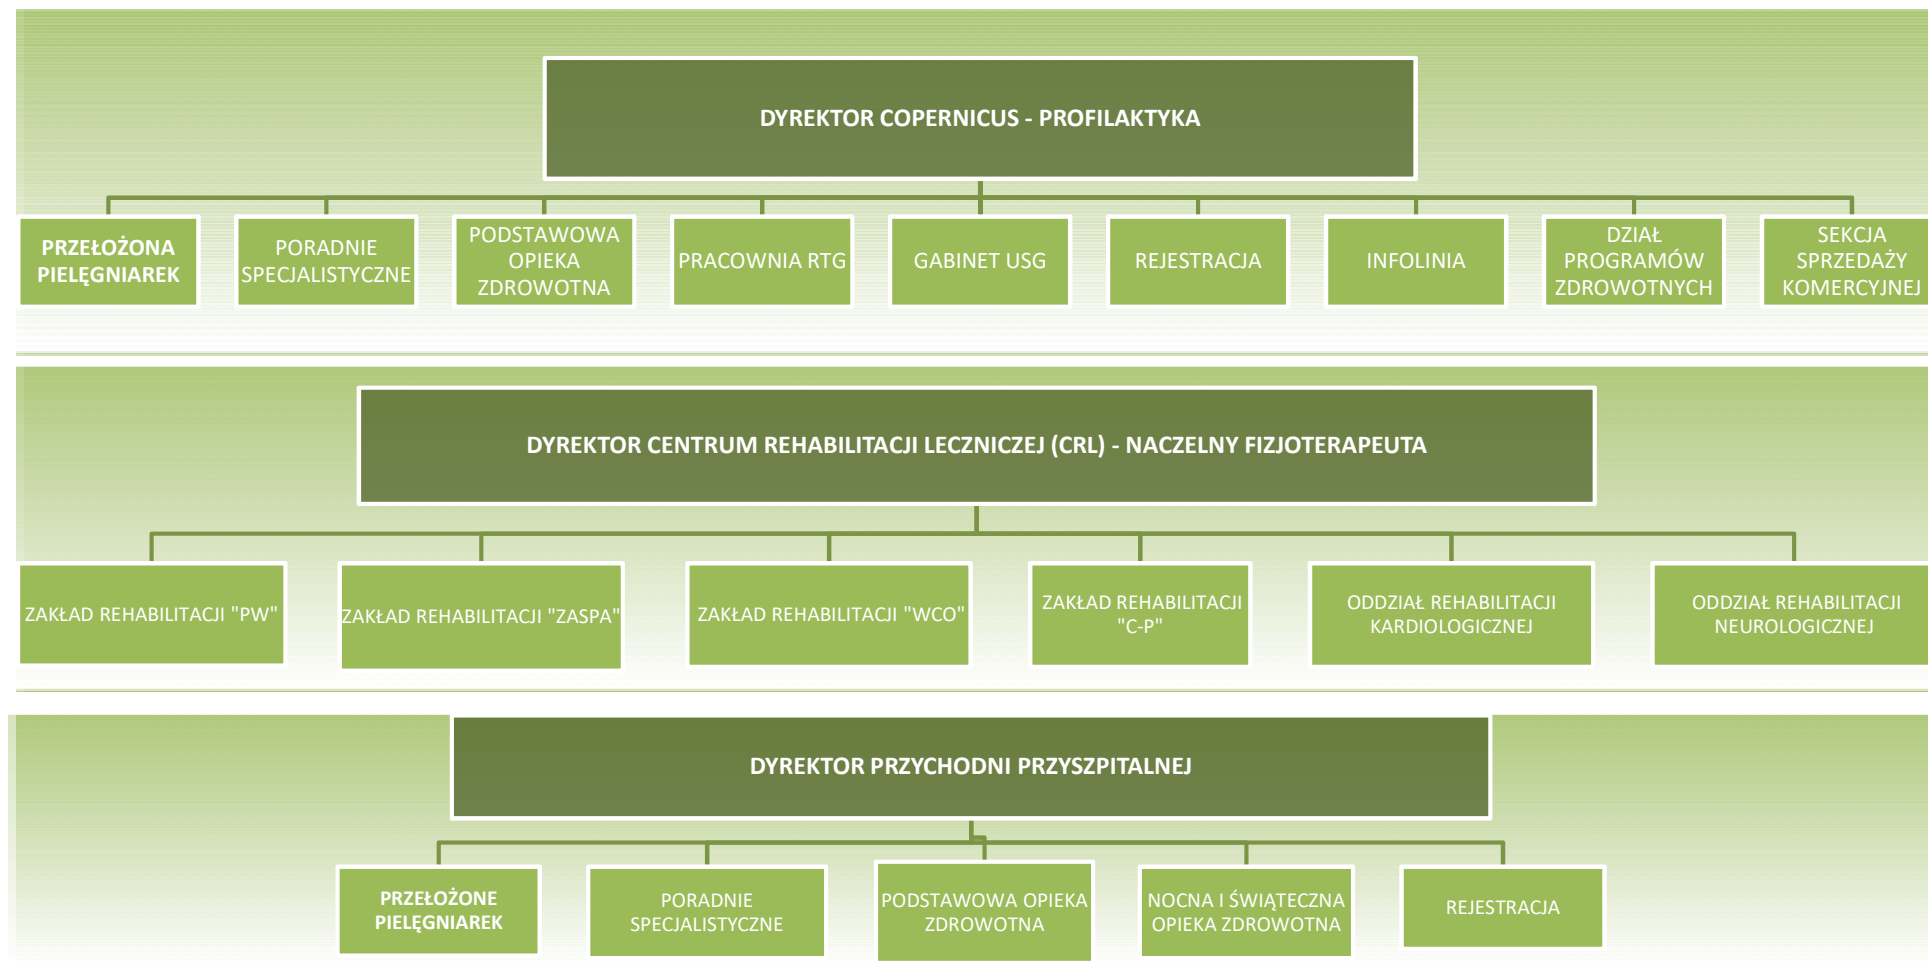 DYREKTOR COPERNICUS - PROFILAKTYKA
PRZEŁOŻONA
PIELĘGNIAREK
PORADNIE
SPECJALISTYCZNE
PODSTAWOWA
OPIEKA
ZDROWOTNA
PRACOWNIA RTG
GABINET USG
REJESTRACJA
INFOLINIA
DZIAŁ
PROGRAMÓW
ZDROWOTNYCH
SEKCJA
SPRZEDAŻY
KOMERCYJNEJ
DYREKTOR CENTRUM REHABILITACJI LECZNICZEJ (CRL) - NACZELNY FIZJOTERAPEUTA
ZAKŁAD REHABILITACJI "PW"
ZAKŁAD REHABILITACJI "ZASPA"
ZAKŁAD REHABILITACJI "WCO"
ZAKŁAD REHABILITACJI
"C-P"
ODDZIAŁ REHABILITACJI
KARDIOLOGICZNEJ
ODDZIAŁ REHABILITACJI
NEUROLOGICZNEJ
DYREKTOR PRZYCHODNI PRZYSZPITALNEJ
PRZEŁOŻONE
PIELĘGNIAREK
PORADNIE
SPECJALISTYCZNE
PODSTAWOWA OPIEKA
ZDROWOTNA
NOCNA I ŚWIĄTECZNA
OPIEKA ZDROWOTNA
REJESTRACJA